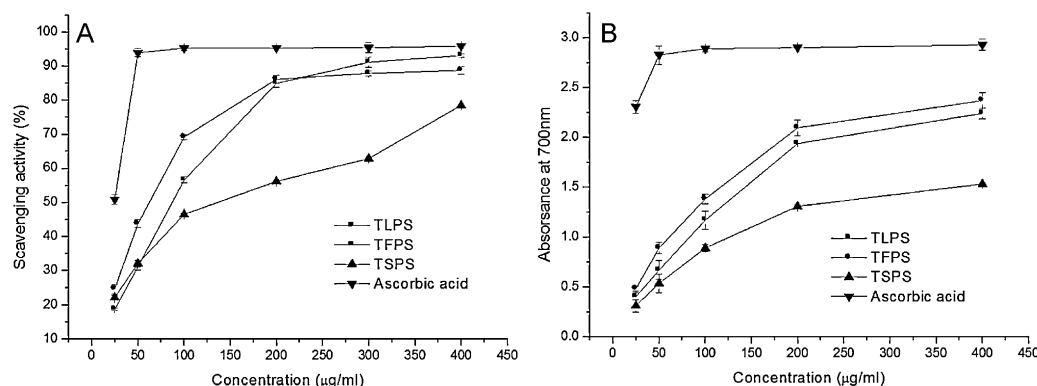 A
Scavenging activity (%)
100
90
80
70
60
50
40
30
20
10
TLPS
TFPS
TSPS
Ascorbic acid
0 50 100 150 200 250 300 350 400 450
Concentration (µg/ml)
B
Absorsance at 700nm
3.0
2.5
2.0
1.5
1.0
0.5
0.0
TLPS
TFPS
TSPS
Ascorbic acid
0 50 100 150 200 250 300 350 400 450
Concentration (µg/ml)